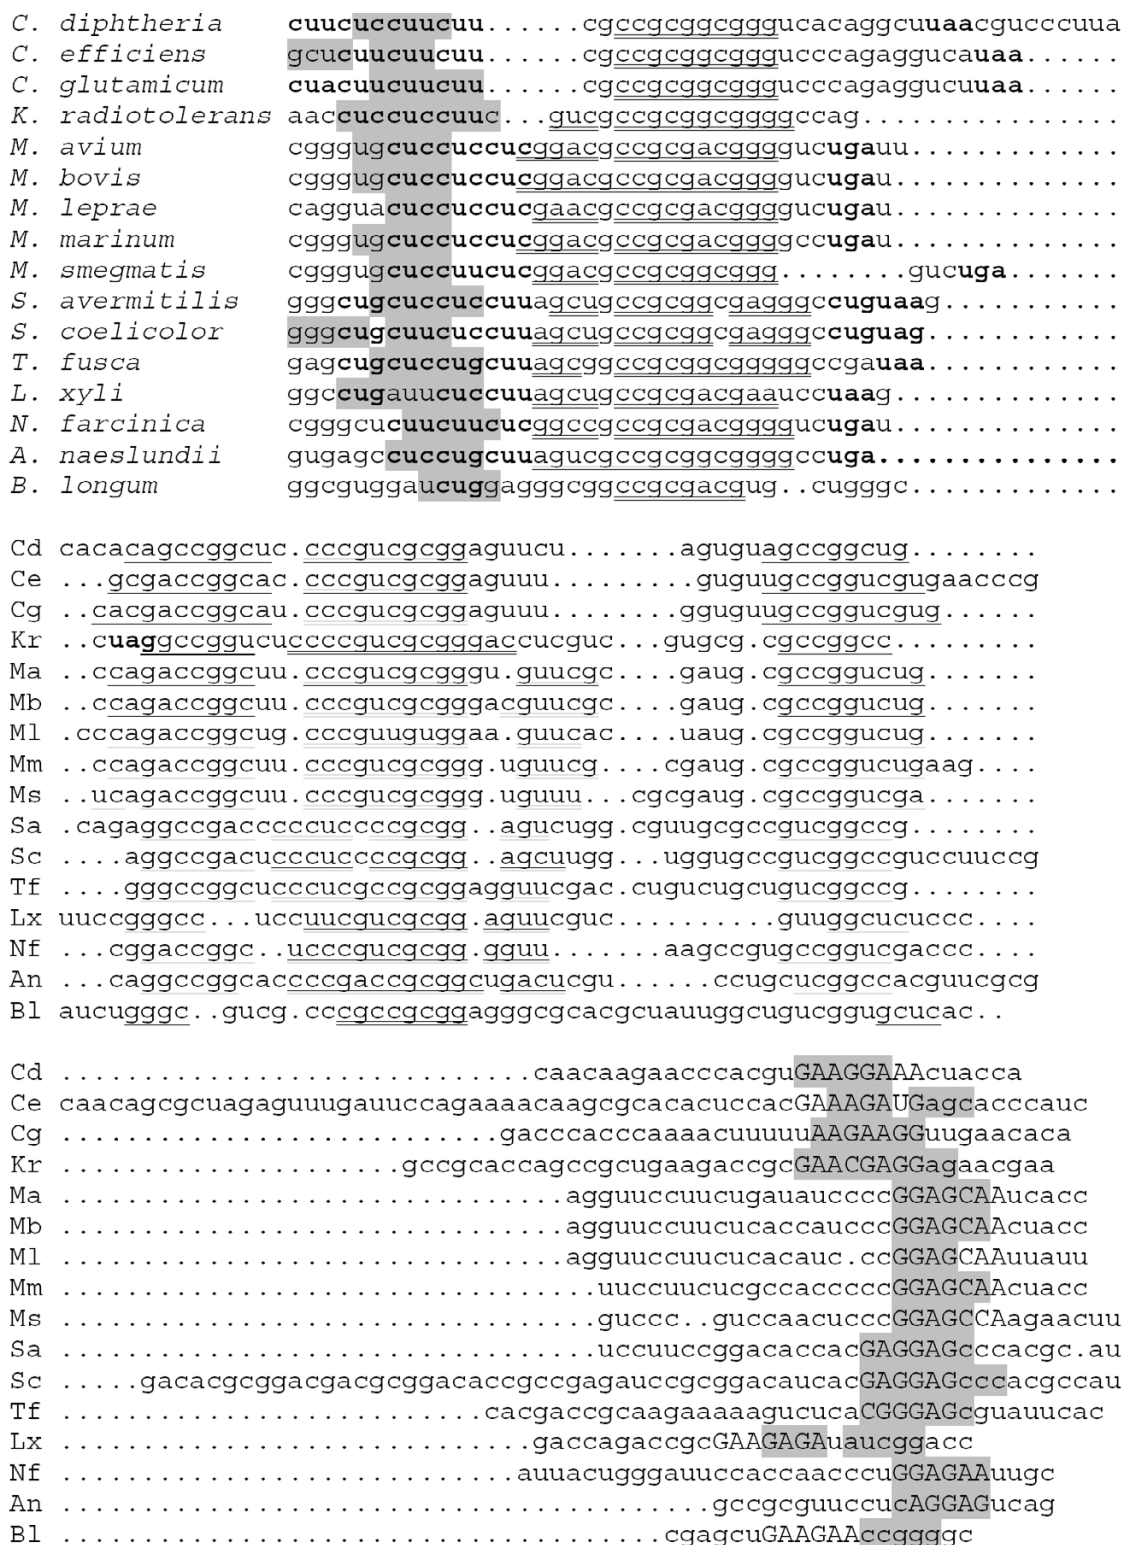 C. diphtheria cuucuccuucuu......cgccgcggcgggucacaggcuuaacgucccuua
C. efficiens gcucuucuucuu......cgccgcggcgggucccagaggucauaa......
C. glutamicum cuacuucuucuu......cgccgcggcgggucccagaggucuuaa......
K. radiotolerans aaccuccuccuuc...gucgccgcggcggggccag................
M. avium cgggugcuccuccucggacgccgcgacggggucugauu.............
M. bovis cgggugcuccuccucggacgccgcgacggggucugau..............
M. leprae cagguacuccuccucgaacgccgcgacggggucugau..............
M. marinum cgggugcuccuccucggacgccgcgacggggccugau..............
M. smegmatis cgggugcuccuucucggacgccgcggcggg........gucuga.......
S. avermitilis gggcugcuccuccuuagcugccgcggcgagggccuguaag...........
S. coelicolor gggcugcuucuccuuagcugccgcggcgagggccuguag............
T. fusca gagcugcuccugcuuagcggccgcggcgggggccgauaa............
L. xyli ggccugauucuccuuagcugccgcgacgaauccuaag..............
N. farcinica cgggcucuucuucucggccgccgcgacggggucugau..............
A. naeslundii gugagccuccugcuuagucgccgcggcggggccuga...............
B. longum ggcguggaucuggagggcggccgcgacgug..cugggc.............
Cd cacacagccggcuc.cccgucgcggaguucu.......aguguagccggcug........
Ce ...gcgaccggcac.cccgucgcggaguuu.........guguugccggucgugaacccg
Cg ..cacgaccggcau.cccgucgcggaguuu........gguguugccggucgug......
Kr ..cuaggccggucuccccgucgcgggaccucguc...gugcg.cgccggcc.........
Ma ..ccagaccggcuu.cccgucgcgggu.guucgc....gaug.cgccggucug.......
Mb ..ccagaccggcuu.cccgucgcgggacguucgc....gaug.cgccggucug.......
Ml .cccagaccggcug.cccguuguggaa.guucac....uaug.cgccggucug.......
Mm ..ccagaccggcuu.cccgucgcggg.uguucg....cgaug.cgccggucugaag....
Ms ..ucagaccggcuu.cccgucgcggg.uguuu...cgcgaug.cgccggucga.......
Sa .cagaggccgacccccuccccgcgg..agucugg.cguugcgccgucggccg........
Sc ....aggccgacucccuccccgcgg..agcuugg...uggugccgucggccguccuuccg
Tf ....gggccggcucccucgccgcggagguucgac.cugucugcugucggccg........
Lx uuccgggcc...uccuucgucgcgg.aguucguc..........guuggcucuccc....
Nf ...cggaccggc..ucccgucgcgg.gguu.......aagccgugccggucgaccc....
An ...caggccggcaccccgaccgcggcugacucgu......ccugcucggccacguucgcg
Bl aucugggc..gucg.cccgccgcggagggcgcacgcuauuggcugucggugcucac..
Cd .............................caacaagaacccacguGAAGGAAAcuacca
Ce caacagcgcuagaguuugauuccagaaaacaagcgcacacuccacGAAAGAUGagcacccauc
Cg ...........................gacccacccaaaacuuuuuAAGAAGGuugaacaca
Kr .....................gccgcaccagccgcugaagaccgcGAACGAGGagaacgaa
Ma ...............................agguuccuucugauauccccGGAGCAAucacc
Mb ...............................agguuccuucucaccaucccGGAGCAAcuacc
Ml ...............................agguuccuucucacauc.ccGGAGCAAuuauu
Mm .................................uuccuucucgccacccccGGAGCAAcuacc
Ms .................................guccc..guccaacucccGGAGCCAagaacuu
Sa .................................uccuuccggacaccacGAGGAGcccacgc.au
Sc .....gacacgcggacgacgcggacaccgccgagauccgcggacaucacGAGGAGcccacgccau
Tf ..........................cacgaccgcaagaaaaagucucaCGGGAGcguauucac
Lx .............................gaccagaccgcGAAGAGAuaucggacc
Nf ............................auuacugggauuccaccaacccuGGAGAAuugc
An ........................................gccgcguuccucAGGAGucag
Bl .....................................cgagcuGAAGAAccggggc